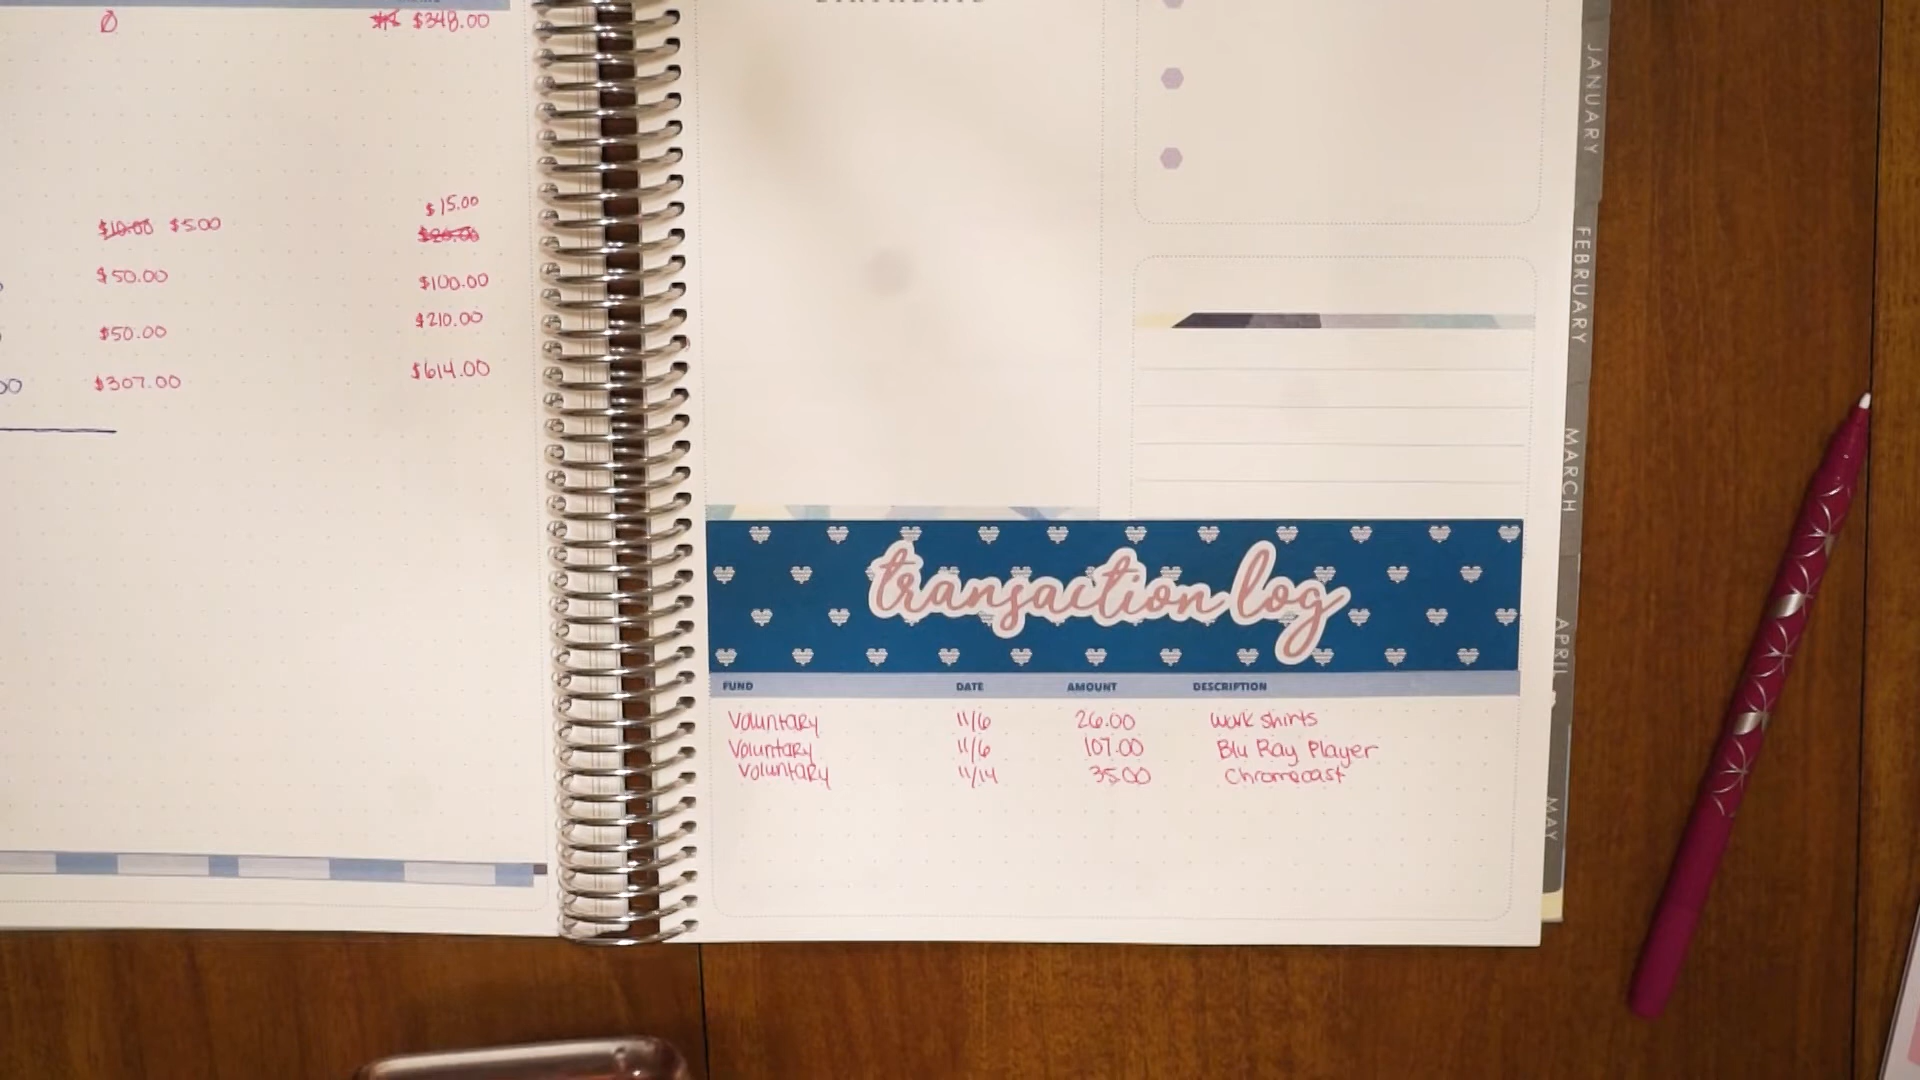 Ø $348.00
$15.00
$10.00 $5.00 $20.00
$50.00 $100.00
$50.00 $210.00
00 $307.00 $614.00
transaction log
FUND DATE AMOUNT DESCRIPTION
Voluntary 11/6 26.00 work shirts
Voluntary 11/6 107.00 Blu Ray Player
Voluntary 11/14 35.00 Chromecast
JANUARY
FEBRUARY
MARCH
APRIL
MAY